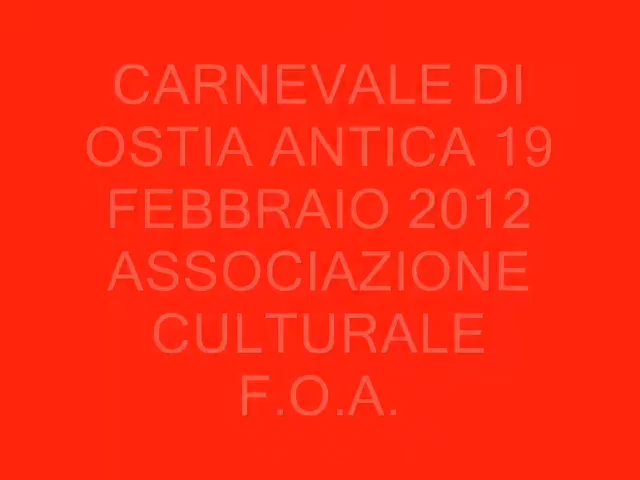 CARNEVALE DI
OSTIA ANTICA 19
FEBBRAIO 2012
ASSOCIAZIONE
CULTURALE
F.O.A.